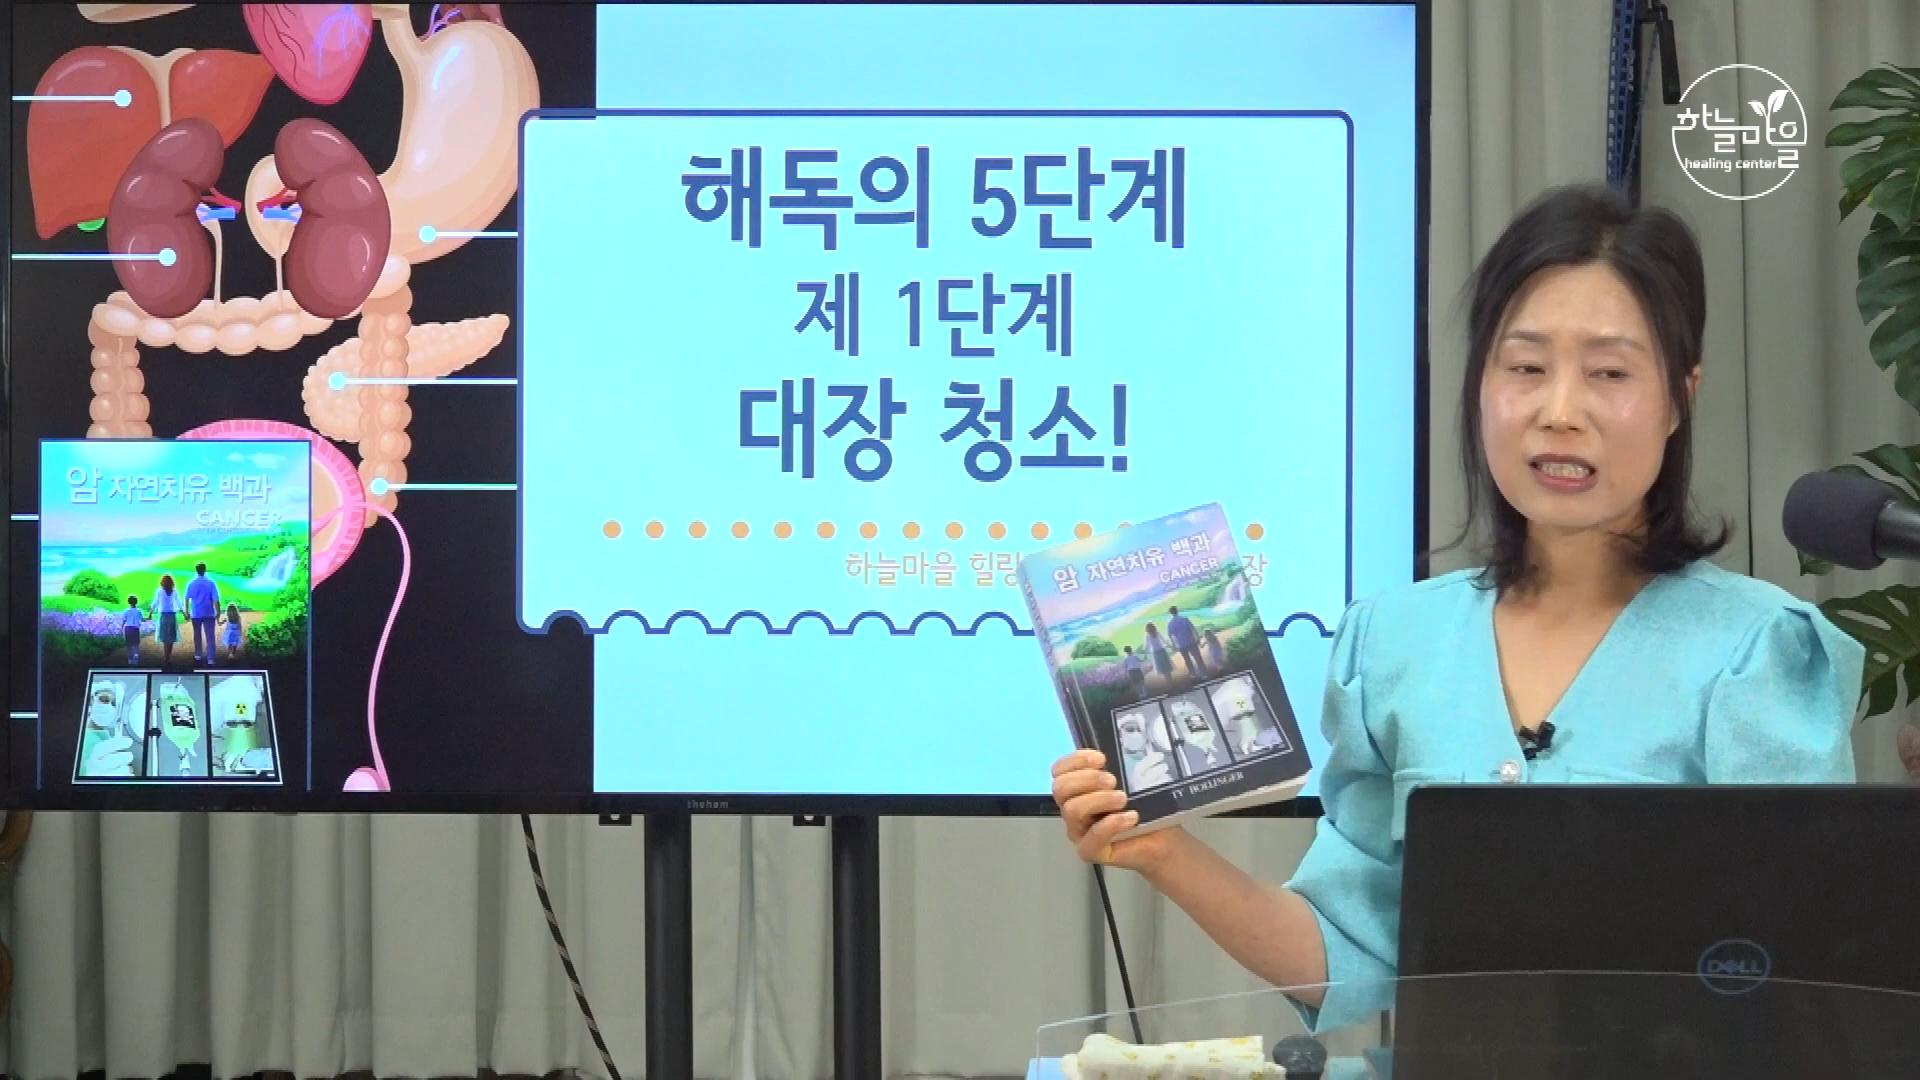 하늘마을
healing center
해독의 5단계
제 1단계
대장 청소!
하늘마을 힐링
장
암 자연치유 백과
CANCER
암 자연치유 백과
CANCER
TY BOLLINGER
theham
DELL